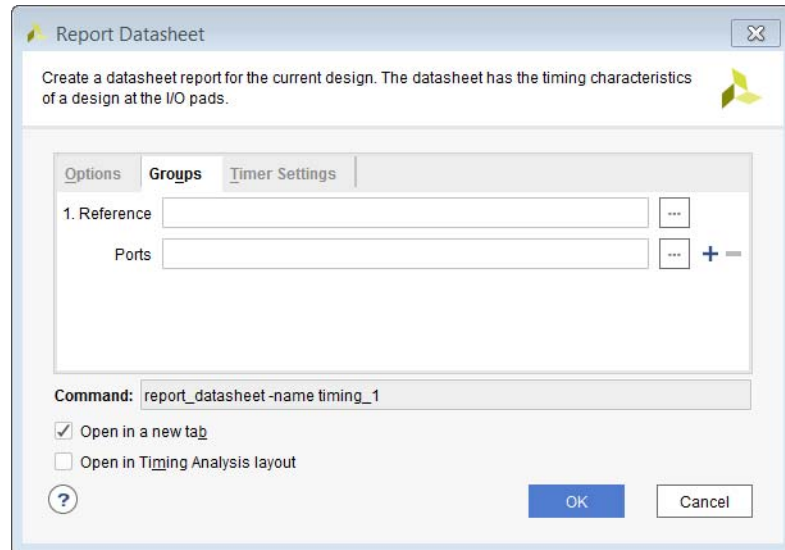 Report Datasheet
Create a datasheet report for the current design. The datasheet has the timing characteristics
of a design at the I/O pads.
Options Groups Timer Settings
1. Reference ...
Ports ...
Command: report_datasheet -name timing_1
Open in a new tab
Open in Timing Analysis layout
? OK Cancel